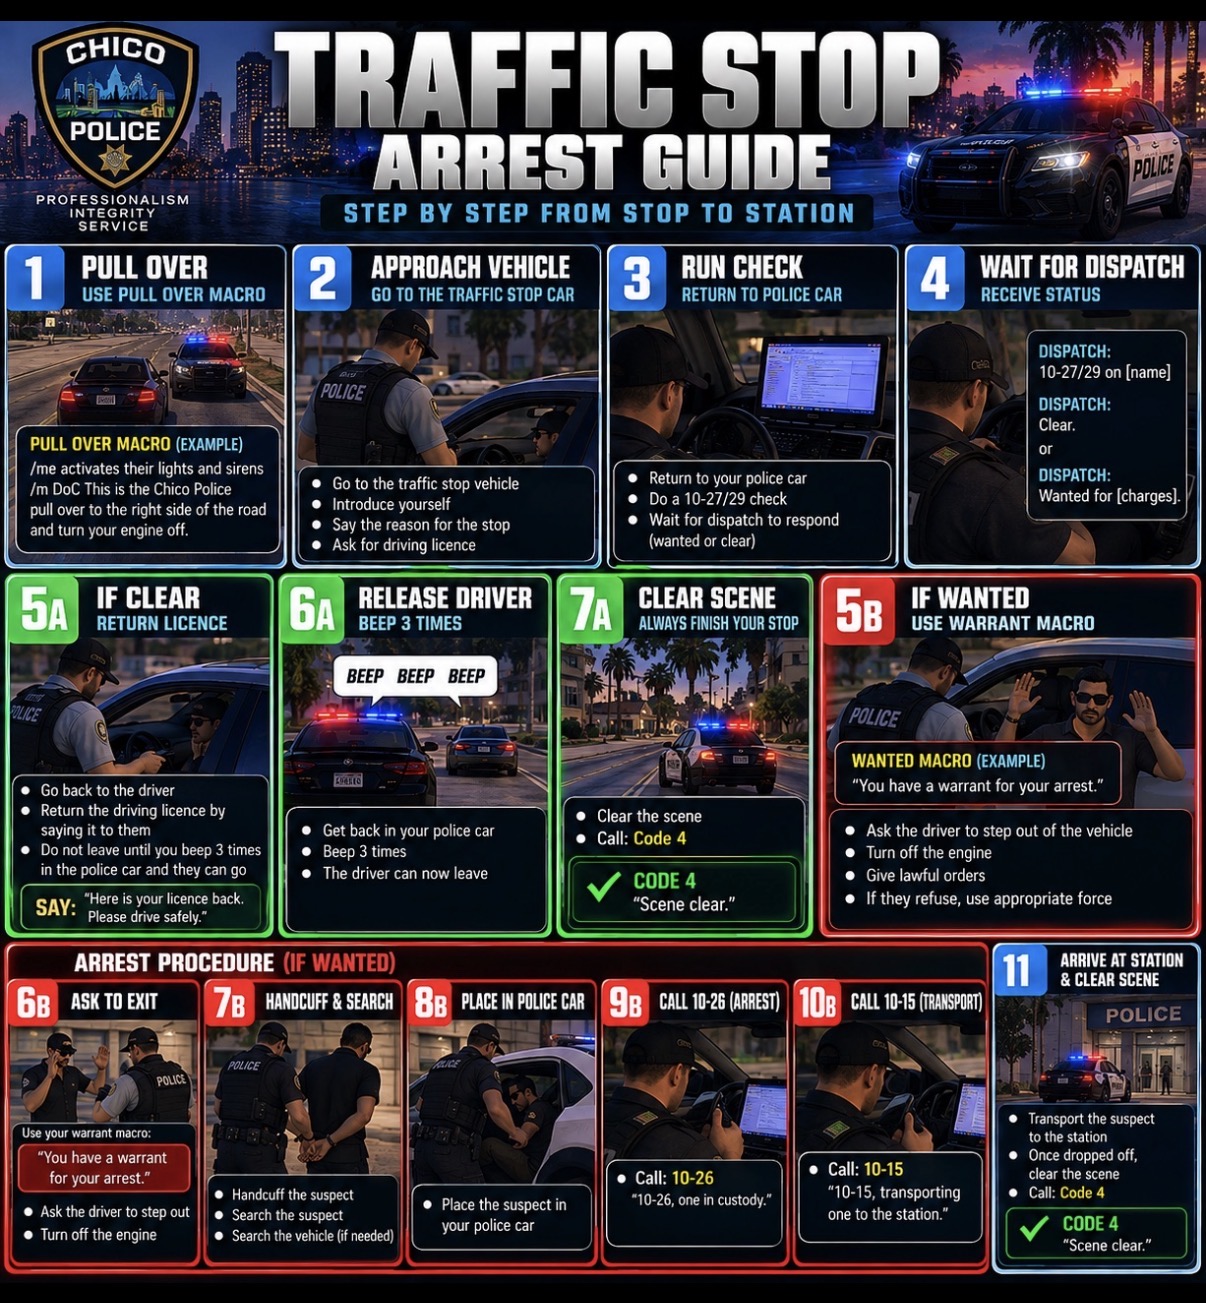 CHICO
POLICE
PROFESSIONALISM
INTEGRITY
SERVICE
TRAFFIC STOP
ARREST GUIDE
STEP BY STEP FROM STOP TO STATION
POLICE
1
PULL OVER
USE PULL OVER MACRO
PULL OVER MACRO (EXAMPLE)
/me activates their lights and sirens
/m DoC This is the Chico Police
pull over to the right side of the road
and turn your engine off.
2
APPROACH VEHICLE
GO TO THE TRAFFIC STOP CAR
POLICE
● Go to the traffic stop vehicle
● Introduce yourself
● Say the reason for the stop
● Ask for driving licence
3
RUN CHECK
RETURN TO POLICE CAR
● Return to your police car
● Do a 10-27/29 check
● Wait for dispatch to respond
(wanted or clear)
4
WAIT FOR DISPATCH
RECEIVE STATUS
DISPATCH:
10-27/29 on [name]
DISPATCH:
Clear.
or
DISPATCH:
Wanted for [charges].
5A
IF CLEAR
RETURN LICENCE
POLICE
● Go back to the driver
● Return the driving licence by
saying it to them
● Do not leave until you beep 3 times
in the police car and they can go
SAY: "Here is your licence back.
Please drive safely."
6A
RELEASE DRIVER
BEEP 3 TIMES
BEEP BEEP BEEP
● Get back in your police car
● Beep 3 times
● The driver can now leave
7A
CLEAR SCENE
ALWAYS FINISH YOUR STOP
● Clear the scene
● Call: Code 4
CODE 4
"Scene clear."
5B
IF WANTED
USE WARRANT MACRO
POLICE
WANTED MACRO (EXAMPLE)
"You have a warrant for your arrest."
● Ask the driver to step out of the vehicle
● Turn off the engine
● Give lawful orders
● If they refuse, use appropriate force
ARREST PROCEDURE (IF WANTED)
6B
ASK TO EXIT
POLICE
Use your warrant macro:
"You have a warrant
for your arrest."
● Ask the driver to step out
● Turn off the engine
7B
HANDCUFF & SEARCH
POLICE
● Handcuff the suspect
● Search the suspect
● Search the vehicle (if needed)
8B
PLACE IN POLICE CAR
POLICE
● Place the suspect in
your police car
9B
CALL 10-26 (ARREST)
● Call: 10-26
"10-26, one in custody."
10B
CALL 10-15 (TRANSPORT)
● Call: 10-15
"10-15, transporting
one to the station."
11
ARRIVE AT STATION
& CLEAR SCENE
POLICE
● Transport the suspect
to the station
● Once dropped off,
clear the scene
● Call: Code 4
CODE 4
"Scene clear."